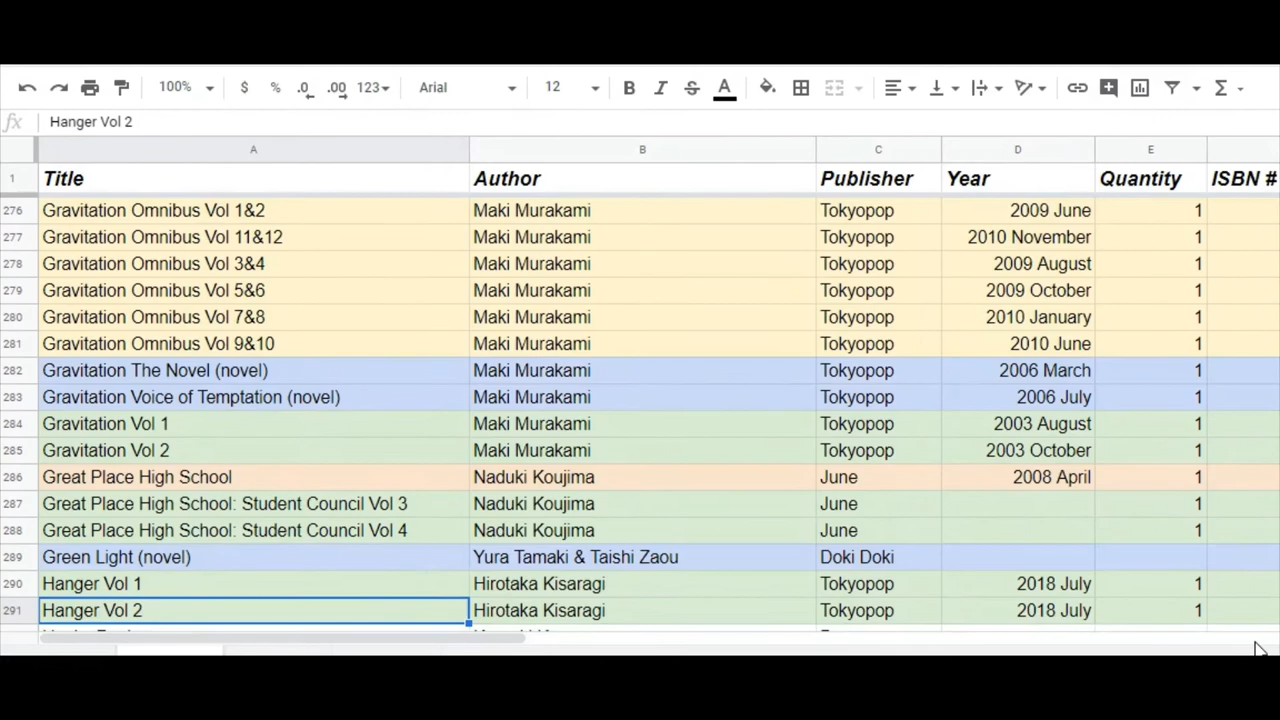 100% $ % .0 .00 123 Arial 12 B I S A Σ
fx Hanger Vol 2
A B C D E
1 Title Author Publisher Year Quantity ISBN #
276 Gravitation Omnibus Vol 1&2 Maki Murakami Tokyopop 2009 June 1
277 Gravitation Omnibus Vol 11&12 Maki Murakami Tokyopop 2010 November 1
278 Gravitation Omnibus Vol 3&4 Maki Murakami Tokyopop 2009 August 1
279 Gravitation Omnibus Vol 5&6 Maki Murakami Tokyopop 2009 October 1
280 Gravitation Omnibus Vol 7&8 Maki Murakami Tokyopop 2010 January 1
281 Gravitation Omnibus Vol 9&10 Maki Murakami Tokyopop 2010 June 1
282 Gravitation The Novel (novel) Maki Murakami Tokyopop 2006 March 1
283 Gravitation Voice of Temptation (novel) Maki Murakami Tokyopop 2006 July 1
284 Gravitation Vol 1 Maki Murakami Tokyopop 2003 August 1
285 Gravitation Vol 2 Maki Murakami Tokyopop 2003 October 1
286 Great Place High School Naduki Koujima June 2008 April 1
287 Great Place High School: Student Council Vol 3 Naduki Koujima June 1
288 Great Place High School: Student Council Vol 4 Naduki Koujima June 1
289 Green Light (novel) Yura Tamaki & Taishi Zaou Doki Doki
290 Hanger Vol 1 Hirotaka Kisaragi Tokyopop 2018 July 1
291 Hanger Vol 2 Hirotaka Kisaragi Tokyopop 2018 July 1